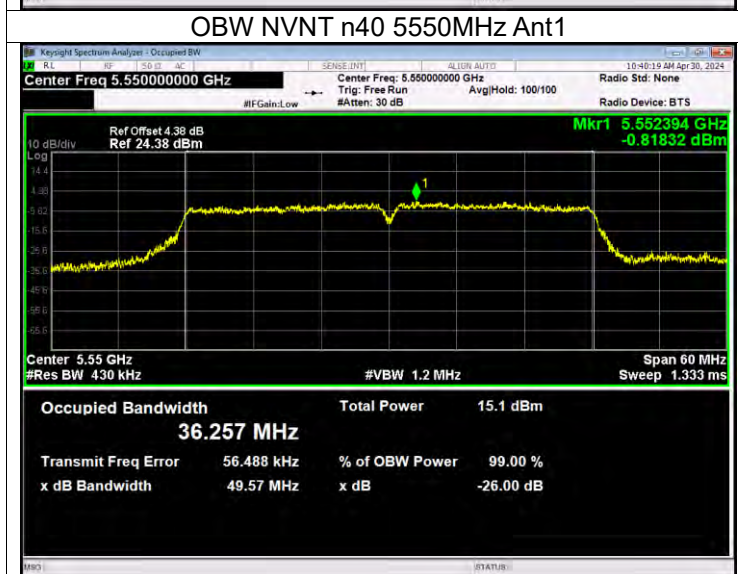 OBW NVNT n40 5550MHz Ant1
Keysight Spectrum Analyzer - Occupied BW
RL RF 50 Ω AC SENSE:INT ALIGN AUTO 10:40:19 AM Apr 30, 2024
Center Freq 5.550000000 GHz Center Freq: 5.550000000 GHz Radio Std: None
Trig: Free Run Avg|Hold: 100/100
#IFGain:Low #Atten: 30 dB Radio Device: BTS
Ref Offset 4.38 dB Mkr1 5.552394 GHz
10 dB/div Ref 24.38 dBm -0.81832 dBm
Log
14.4
4.38
-5.62
-15.6
-25.6
-35.6
-45.6
-55.6
-65.6
1
Center 5.55 GHz Span 60 MHz
#Res BW 430 kHz #VBW 1.2 MHz Sweep 1.333 ms
Occupied Bandwidth Total Power 15.1 dBm
36.257 MHz
Transmit Freq Error 56.488 kHz % of OBW Power 99.00 %
x dB Bandwidth 49.57 MHz x dB -26.00 dB
MSG STATUS